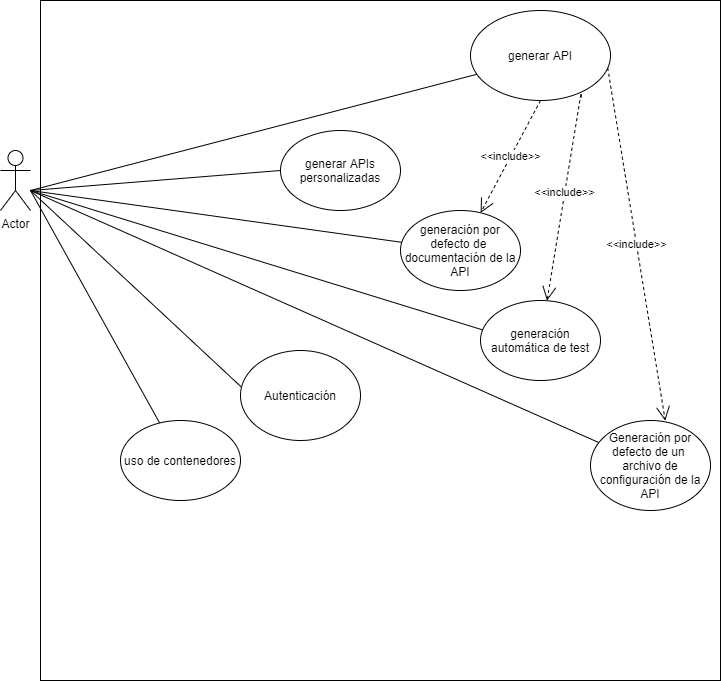 generar API
<<include>>
generar APIs
personalizadas
<<include>>
Actor
generación por
defecto de
documentación de la
API
<<include>>
generación
automática de test
Autenticación
uso de contenedores
Generación por
defecto de un
archivo de
configuración de la
API